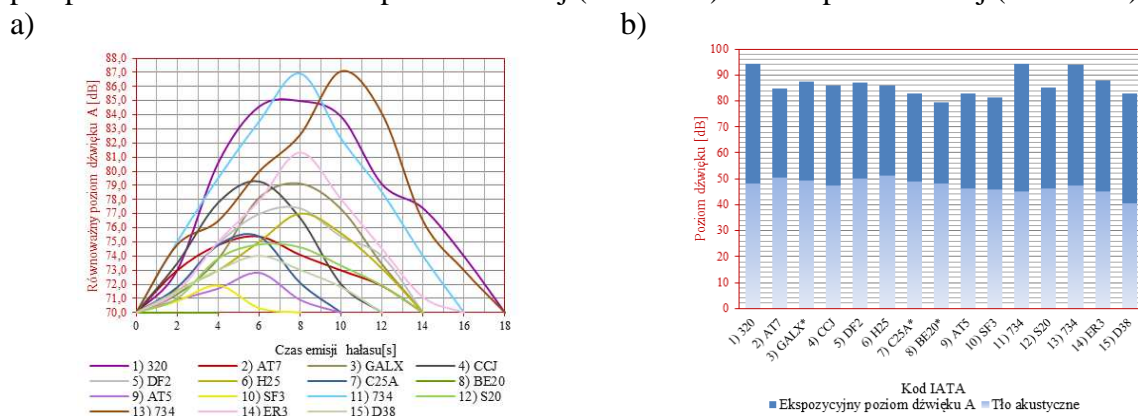 a)
b)
Równoważny poziom dźwięku A [dB]
88,0
87,0
86,0
85,0
84,0
83,0
82,0
81,0
80,0
79,0
78,0
77,0
76,0
75,0
74,0
73,0
72,0
71,0
70,0
0 2 4 6 8 10 12 14 16 18
Czas emisji hałasu[s]
1) 320 2) AT7 3) GALX 4) CCJ
5) DF2 6) H25 7) C25A 8) BE20
9) AT5 10) SF3 11) 734 12) S20
13) 734 14) ER3 15) D38
Poziom dźwięku [dB]
100
90
80
70
60
50
40
30
20
10
0
1) 320
2) AT7
3) GALX*
4) CCJ
5) DF2
6) H25
7) C25A*
8) BE20*
9) AT5
10) SF3
11) 734
12) S20
13) 734
14) ER3
15) D38
Kod IATA
Ekspozycyjny poziom dźwięku A Tło akustyczne